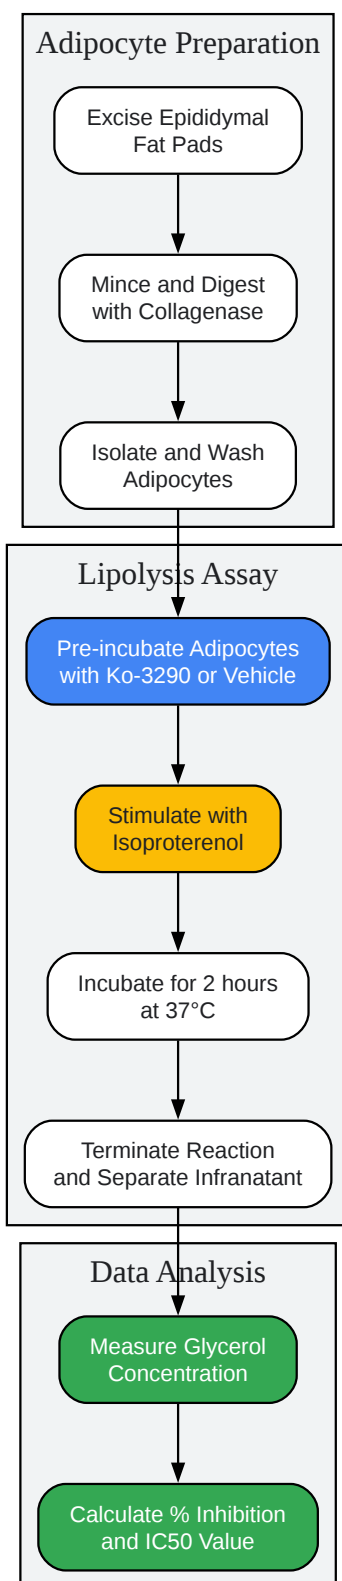 Adipocyte Preparation
Excise Epididymal
Fat Pads
Mince and Digest
with Collagenase
Isolate and Wash
Adipocytes
Lipolysis Assay
Pre-incubate Adipocytes
with Ko-3290 or Vehicle
Stimulate with
Isoproterenol
Incubate for 2 hours
at 37°C
Terminate Reaction
and Separate Infranatant
Data Analysis
Measure Glycerol
Concentration
Calculate % Inhibition
and IC50 Value